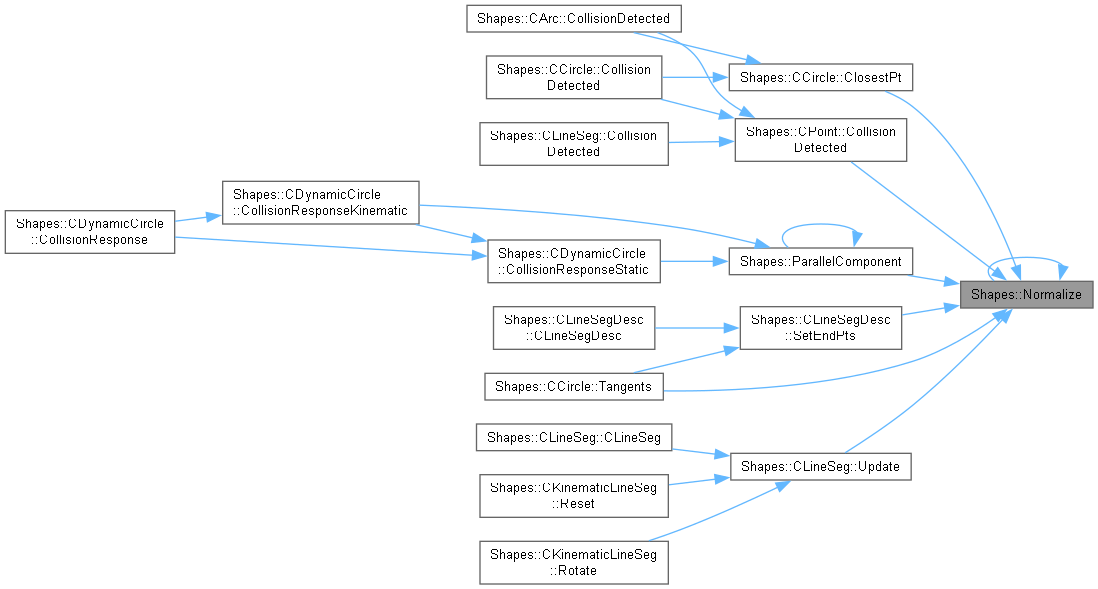 Shapes::CArc::CollisionDetected
Shapes::CCircle::Collision
Detected
Shapes::CCircle::ClosestPt
Shapes::CPoint::Collision
Detected
Shapes::CLineSeg::Collision
Detected
Shapes::CDynamicCircle
::CollisionResponseKinematic
Shapes::CDynamicCircle
::CollisionResponse
Shapes::CDynamicCircle
::CollisionResponseStatic
Shapes::ParallelComponent
Shapes::Normalize
Shapes::CLineSegDesc
::CLineSegDesc
Shapes::CLineSegDesc
::SetEndPts
Shapes::CCircle::Tangents
Shapes::CLineSeg::CLineSeg
Shapes::CLineSeg::Update
Shapes::CKinematicLineSeg
::Reset
Shapes::CKinematicLineSeg
::Rotate